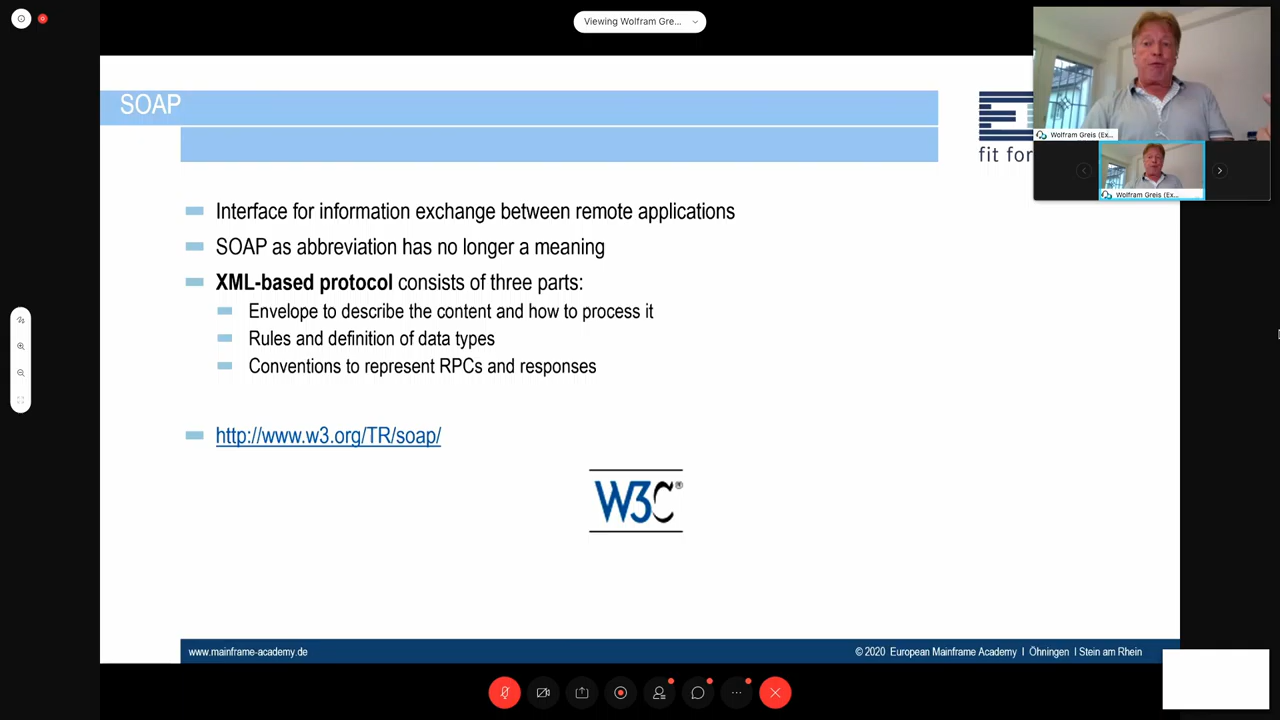 Viewing Wolfram Gre...
SOAP
fit for
Wolfram Greis (Ex...
Wolfram Greis (Ex...
Interface for information exchange between remote applications
SOAP as abbreviation has no longer a meaning
XML-based protocol consists of three parts:
Envelope to describe the content and how to process it
Rules and definition of data types
Conventions to represent RPCs and responses
http://www.w3.org/TR/soap/
W3C®
www.mainframe-academy.de
© 2020 European Mainframe Academy I Öhningen I Stein am Rhein